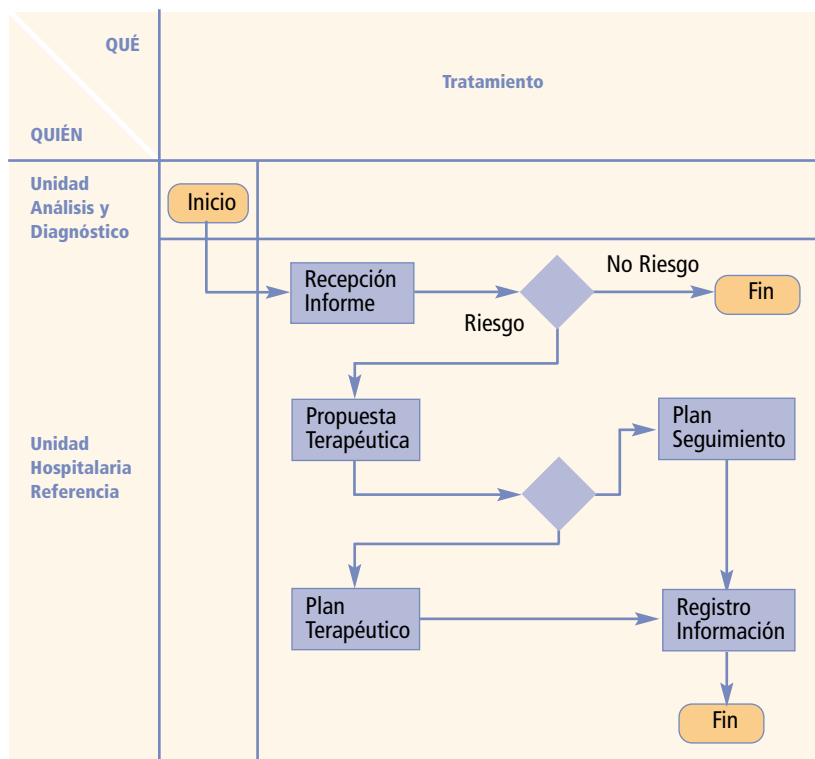 QUÉ
QUIÉN
Tratamiento
Unidad
Análisis y
Diagnóstico
Inicio
Unidad
Hospitalaria
Referencia
Recepción
Informe
No Riesgo
Fin
Riesgo
Propuesta
Terapéutica
Plan
Seguimiento
Plan
Terapéutico
Registro
Información
Fin